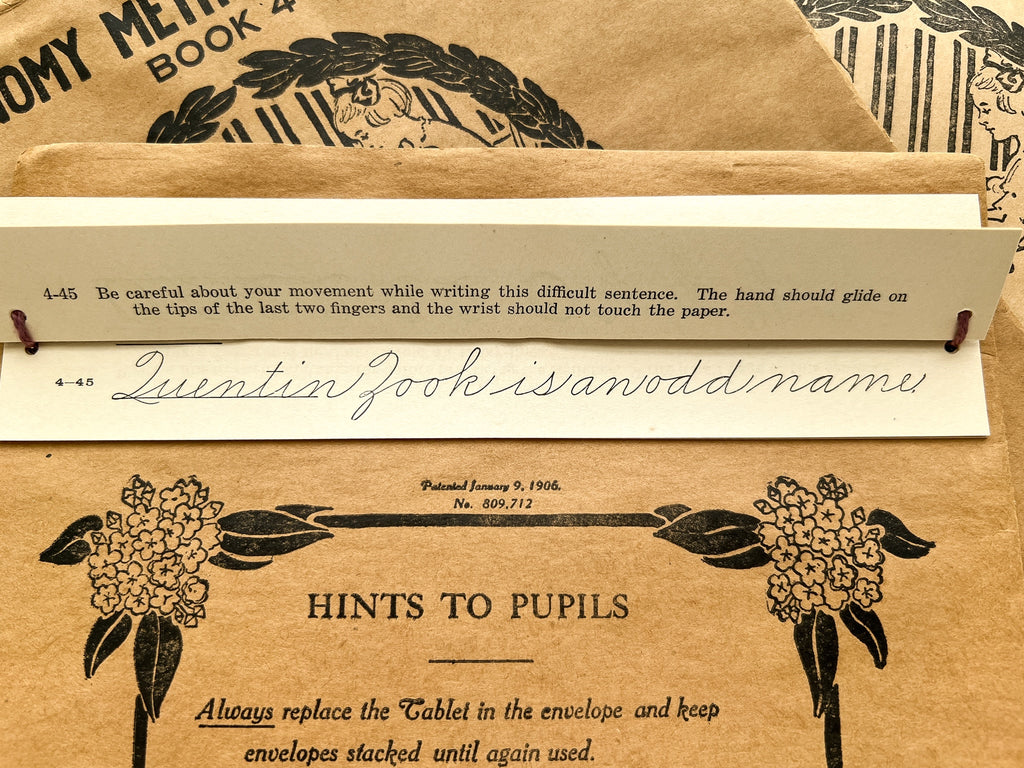 BOOK 4
4-45 Be careful about your movement while writing this difficult sentence. The hand should glide on
the tips of the last two fingers and the wrist should not touch the paper.
4-45 Quentin Zook is an odd name.
Patented January 9, 1906.
No. 809,712
HINTS TO PUPILS
Always replace the Tablet in the envelope and keep
envelopes stacked until again used.